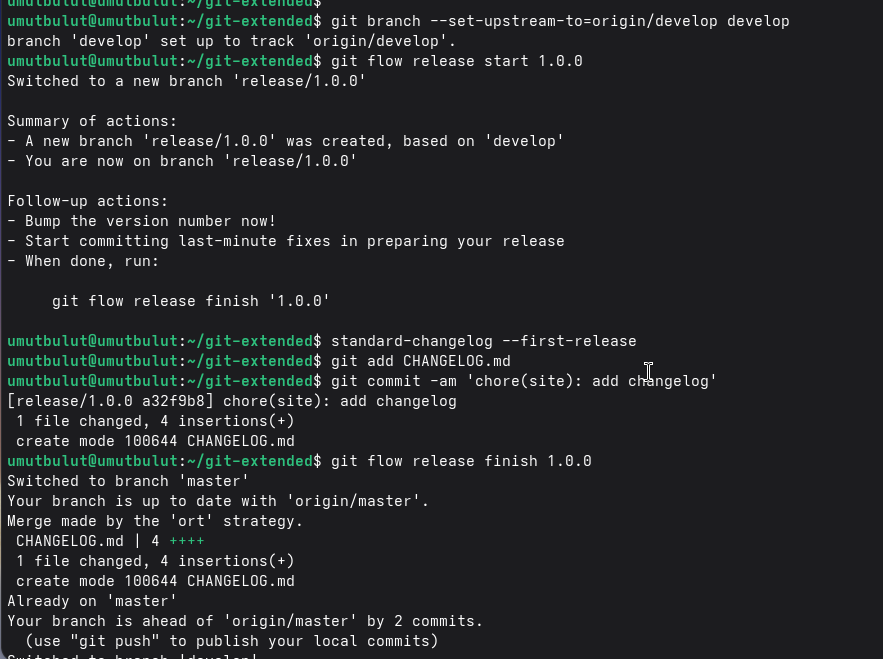 umutbulut@umutbulut:~/git-extended$
umutbulut@umutbulut:~/git-extended$ git branch --set-upstream-to=origin/develop develop
branch 'develop' set up to track 'origin/develop'.
umutbulut@umutbulut:~/git-extended$ git flow release start 1.0.0
Switched to a new branch 'release/1.0.0'
Summary of actions:
- A new branch 'release/1.0.0' was created, based on 'develop'
- You are now on branch 'release/1.0.0'
Follow-up actions:
- Bump the version number now!
- Start committing last-minute fixes in preparing your release
- When done, run:
git flow release finish '1.0.0'
umutbulut@umutbulut:~/git-extended$ standard-changelog --first-release
umutbulut@umutbulut:~/git-extended$ git add CHANGELOG.md
umutbulut@umutbulut:~/git-extended$ git commit -am 'chore(site): add changelog'
[release/1.0.0 a32f9b8] chore(site): add changelog
1 file changed, 4 insertions(+)
create mode 100644 CHANGELOG.md
umutbulut@umutbulut:~/git-extended$ git flow release finish 1.0.0
Switched to branch 'master'
Your branch is up to date with 'origin/master'.
Merge made by the 'ort' strategy.
CHANGELOG.md | 4 ++++
1 file changed, 4 insertions(+)
create mode 100644 CHANGELOG.md
Already on 'master'
Your branch is ahead of 'origin/master' by 2 commits.
(use "git push" to publish your local commits)
Switched to branch 'develop'